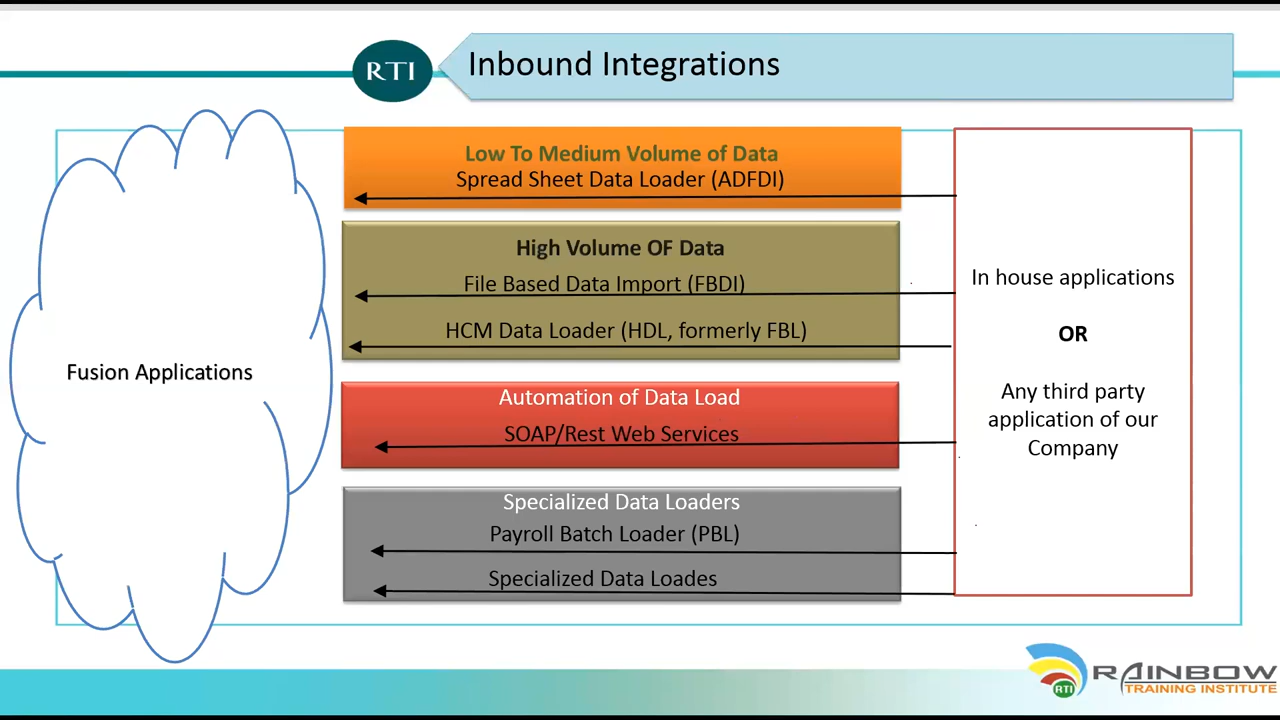 RTI
Inbound Integrations
Low To Medium Volume of Data
Spread Sheet Data Loader (ADFDI)
High Volume OF Data
File Based Data Import (FBDI)
HCM Data Loader (HDL, formerly FBL)
Automation of Data Load
SOAP/Rest Web Services
Specialized Data Loaders
Payroll Batch Loader (PBL)
Specialized Data Loades
Fusion Applications
In house applications
OR
Any third party
application of our
Company
RTI
RAINBOW
TRAINING INSTITUTE